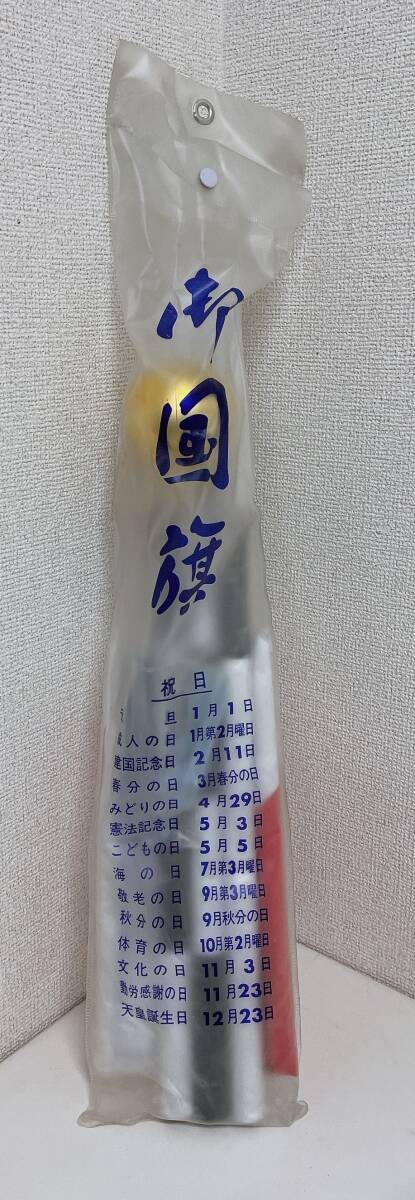 御国旗
祝日
元旦 1月1日
成人の日 1月第2月曜日
建国記念日 2月11日
春分の日 3月春分の日
みどりの日 4月29日
憲法記念日 5月3日
こどもの日 5月5日
海の日 7月第3月曜日
敬老の日 9月第3月曜日
秋分の日 9月秋分の日
体育の日 10月第2月曜日
文化の日 11月3日
勤労感謝の日 11月23日
天皇誕生日 12月23日